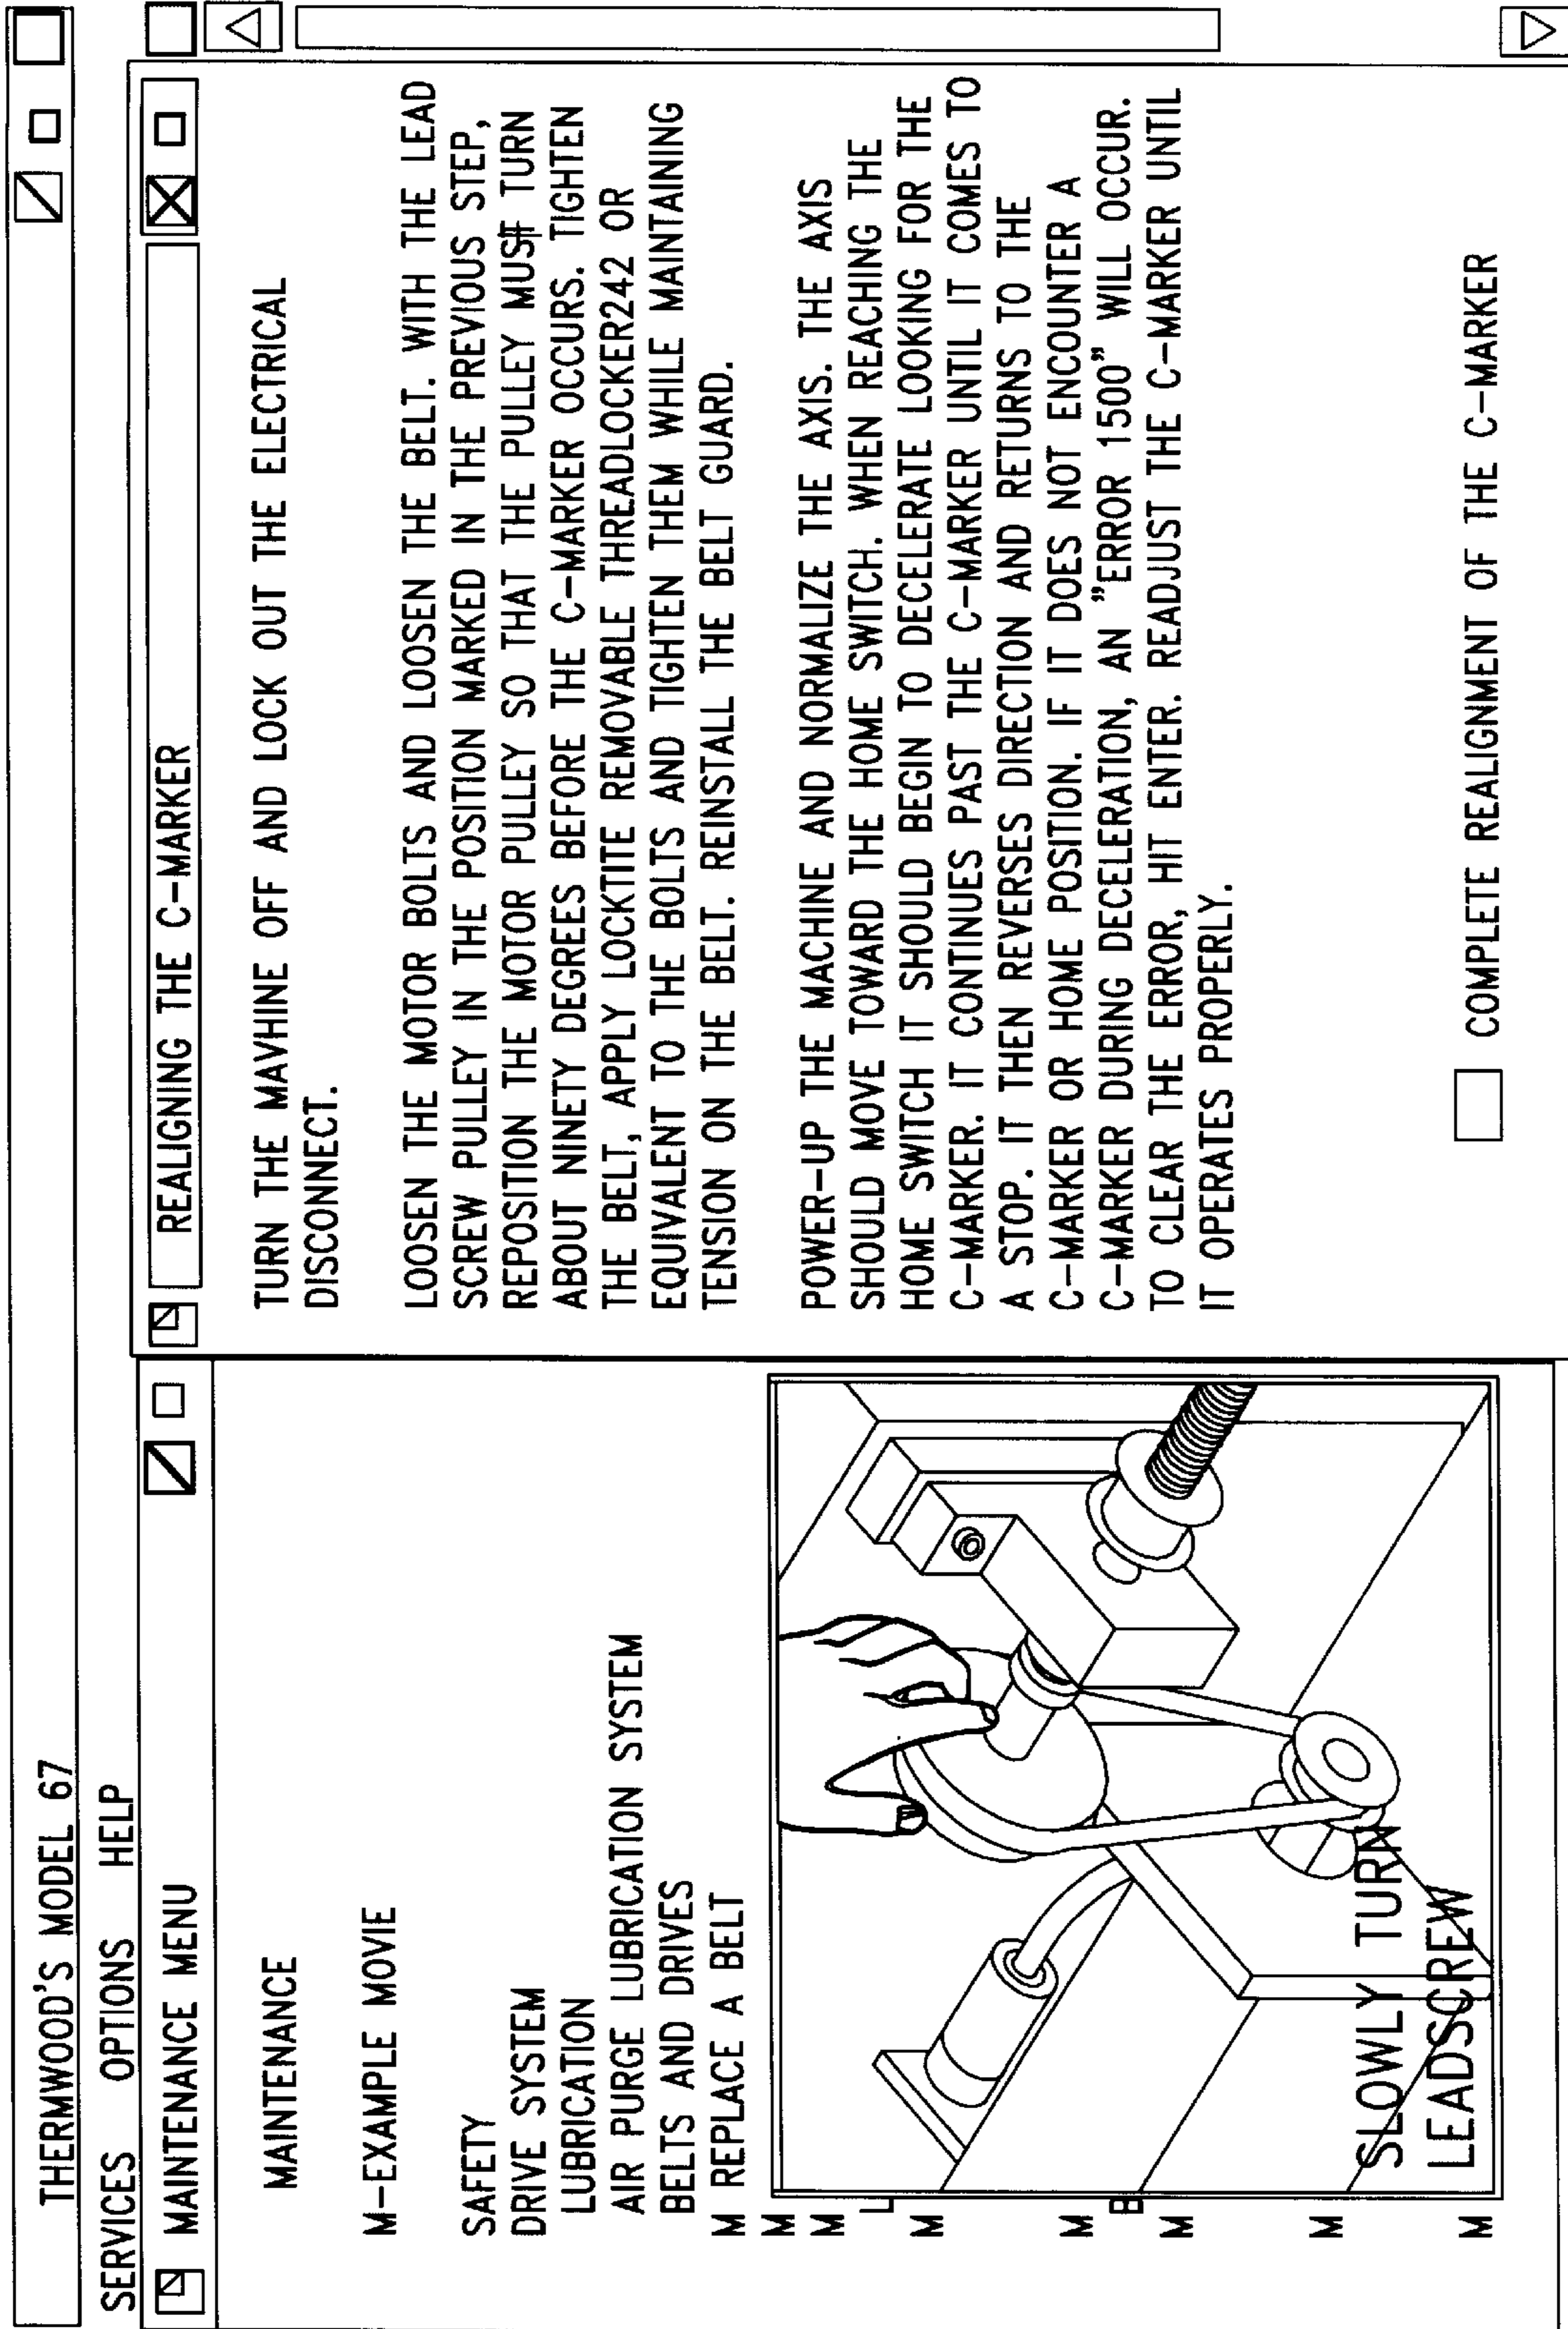 THERMWOOD'S MODEL 67
SERVICES OPTIONS HELP
MAINTENANCE MENU
MAINTENANCE
M-EXAMPLE MOVIE
SAFETY
DRIVE SYSTEM
LUBRICATION
AIR PURGE LUBRICATION SYSTEM
BELTS AND DRIVES
M REPLACE A BELT
M
M
L
M
M
B
M
M
M
SLOWLY TURN
LEADSCREW
REALIGNING THE C-MARKER
TURN THE MAVHINE OFF AND LOCK OUT THE ELECTRICAL
DISCONNECT.
LOOSEN THE MOTOR BOLTS AND LOOSEN THE BELT. WITH THE LEAD
SCREW PULLEY IN THE POSITION MARKED IN THE PREVIOUS STEP,
REPOSITION THE MOTOR PULLEY SO THAT THE PULLEY MUST TURN
ABOUT NINETY DEGREES BEFORE THE C-MARKER OCCURS. TIGHTEN
THE BELT, APPLY LOCKTITE REMOVABLE THREADLOCKER242 OR
EQUIVALENT TO THE BOLTS AND TIGHTEN THEM WHILE MAINTAINING
TENSION ON THE BELT. REINSTALL THE BELT GUARD.
POWER-UP THE MACHINE AND NORMALIZE THE AXIS. THE AXIS
SHOULD MOVE TOWARD THE HOME SWITCH. WHEN REACHING THE
HOME SWITCH IT SHOULD BEGIN TO DECELERATE LOOKING FOR THE
C-MARKER. IT CONTINUES PAST THE C-MARKER UNTIL IT COMES TO
A STOP. IT THEN REVERSES DIRECTION AND RETURNS TO THE
C-MARKER OR HOME POSITION. IF IT DOES NOT ENCOUNTER A
C-MARKER DURING DECELERATION, AN "ERROR 1500" WILL OCCUR.
TO CLEAR THE ERROR, HIT ENTER. READJUST THE C-MARKER UNTIL
IT OPERATES PROPERLY.
COMPLETE REALIGNMENT OF THE C-MARKER